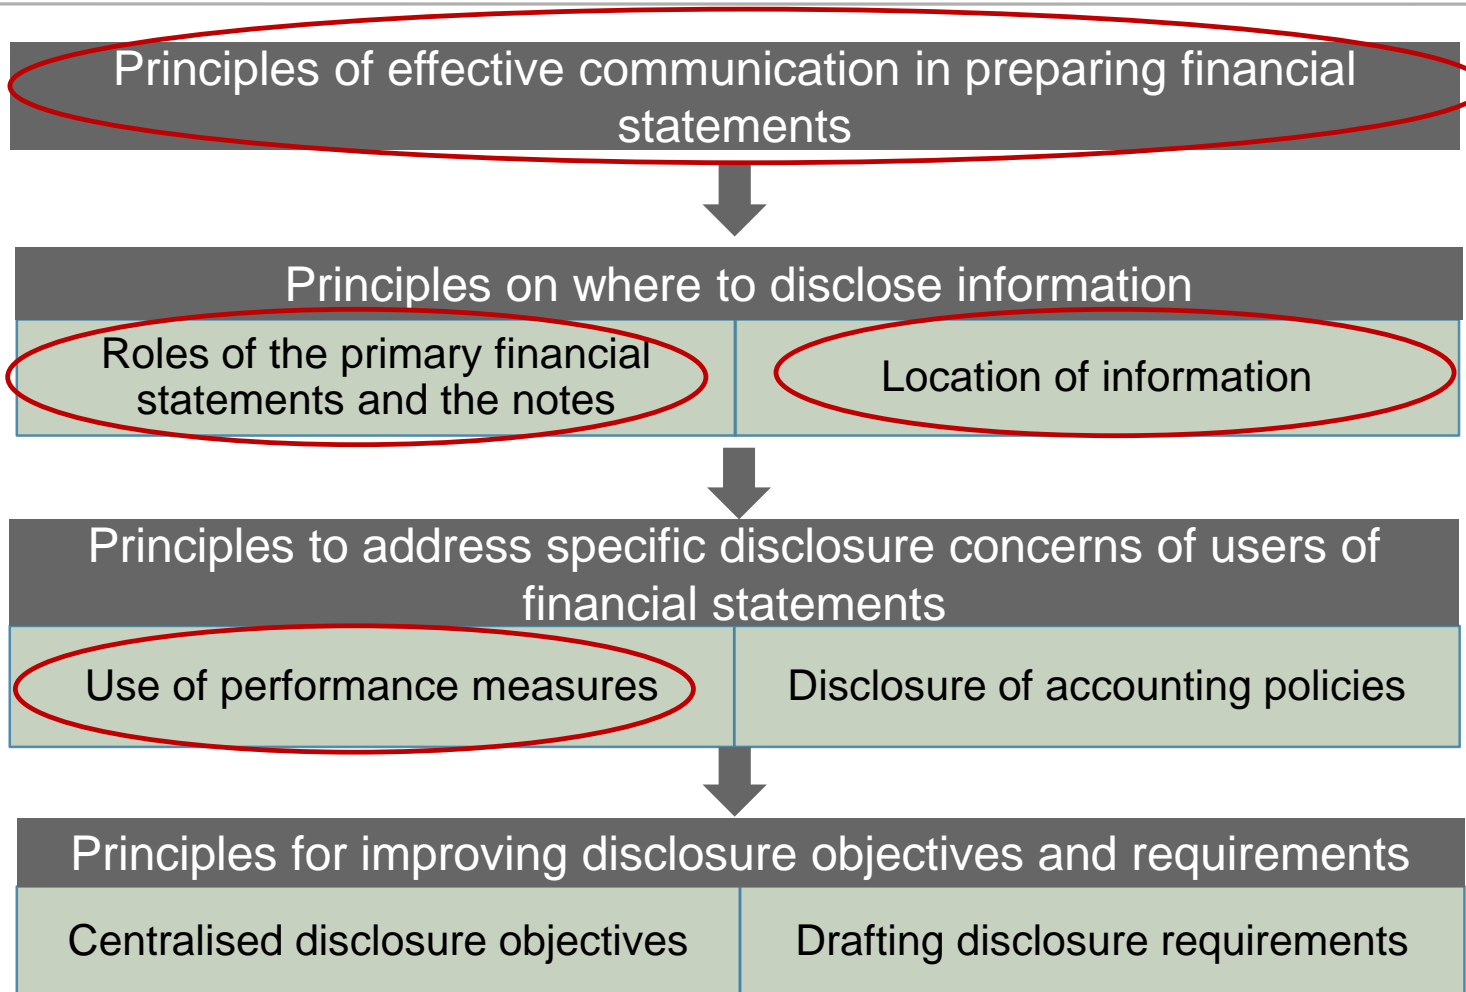 Principles of effective communication in preparing financial
statements
Principles on where to disclose information
Roles of the primary financial
statements and the notes
Location of information
Principles to address specific disclosure concerns of users of
financial statements
Use of performance measures
Disclosure of accounting policies
Principles for improving disclosure objectives and requirements
Centralised disclosure objectives
Drafting disclosure requirements